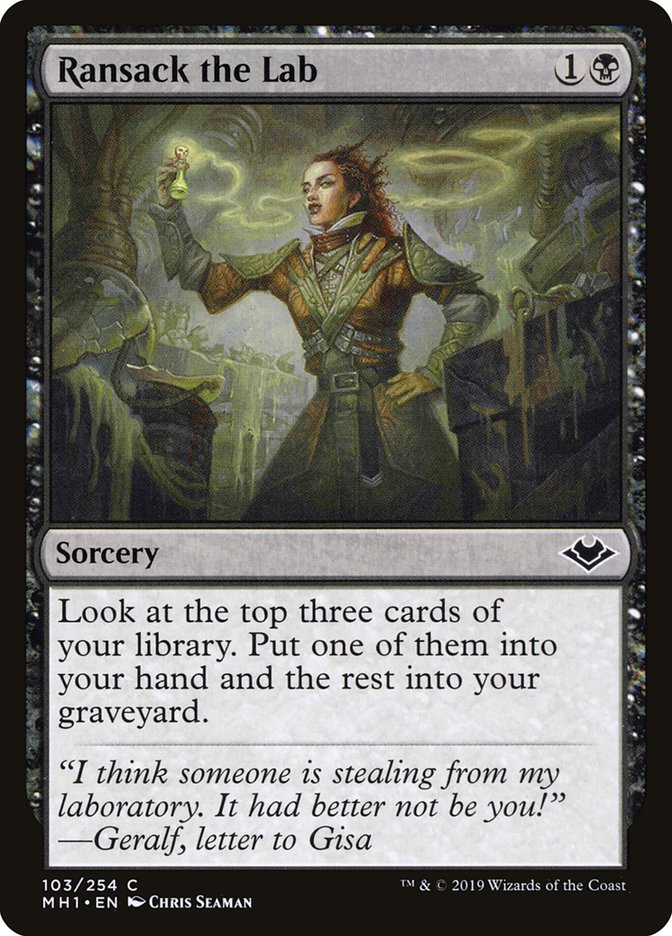 Ransack the Lab 1
Sorcery
Look at the top three cards of
your library. Put one of them into
your hand and the rest into your
graveyard.
“I think someone is stealing from my
laboratory. It had better not be you!”
—Geralf, letter to Gisa
103/254 C
™ & © 2019 Wizards of the Coast
MH1•EN Chris Seaman